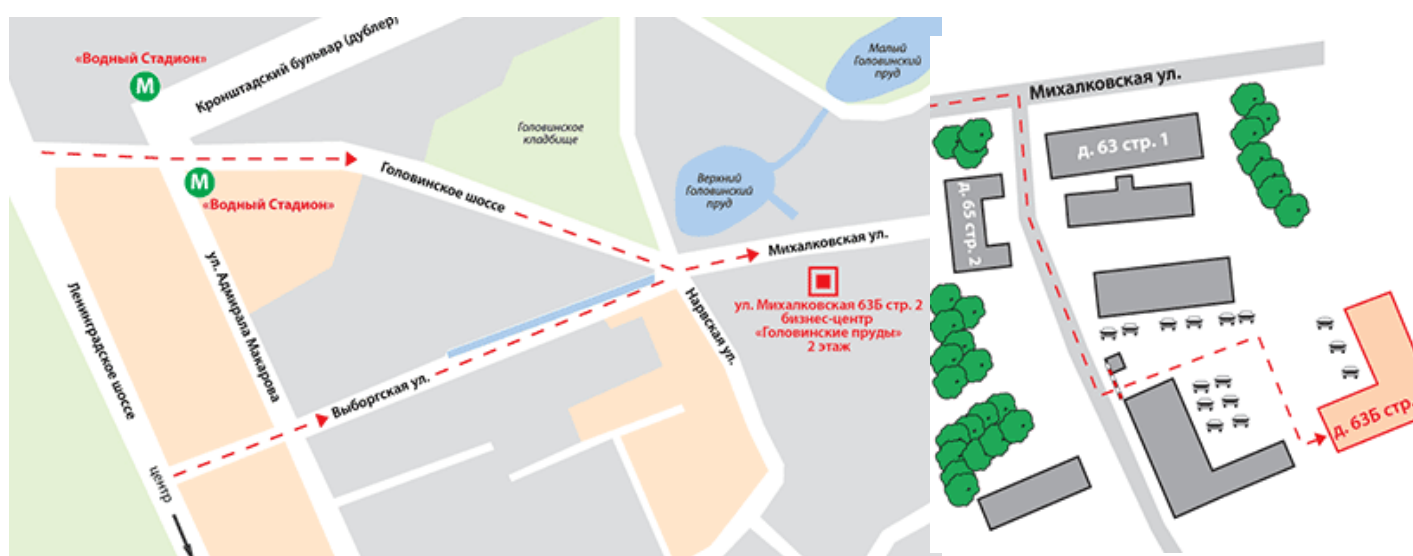 «Водный Стадион»
М
Кронштадский бульвар (дублер)
Малый
Головинский
пруд
Головинское
кладбище
М
«Водный Стадион»
Головинское шоссе
Верхний
Головинский
пруд
Михалковская ул.
ул. Михалковская 63Б стр. 2
бизнес-центр
«Головинские пруды»
2 этаж
Ленинградское шоссе
ул. Адмирала Макарова
Выборгская ул.
Нарвская ул.
центр
Михалковская ул.
д. 63 стр. 1
д. 65 стр. 2
д. 63Б стр.